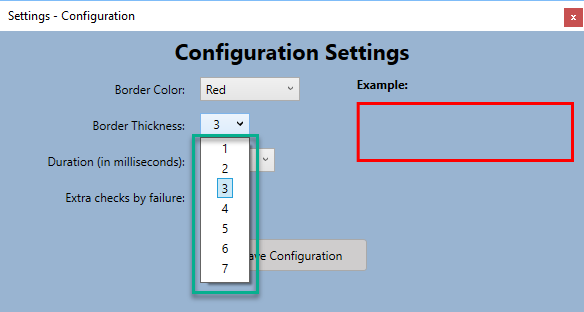 Settings - Configuration
x
Configuration Settings
Border Color: Red
Example:
Border Thickness: 3
1
Duration (in milliseconds):
2
Extra checks by failure:
3
4
5
6
7
Configuration